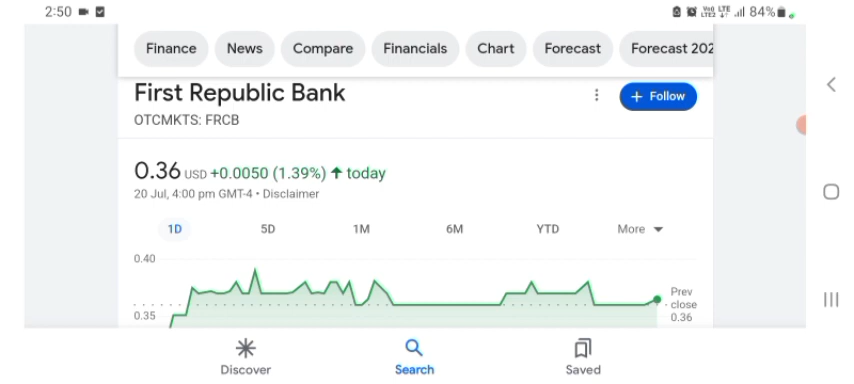 2:50 84%
Finance News Compare Financials Chart Forecast Forecast 202
First Republic Bank
+ Follow
OTCMKTS: FRCB
0.36 USD +0.0050 (1.39%) ↑ today
20 Jul, 4:00 pm GMT-4 • Disclaimer
1D 5D 1M 6M YTD More
0.40
0.35
Prev
close
0.36
Discover Search Saved